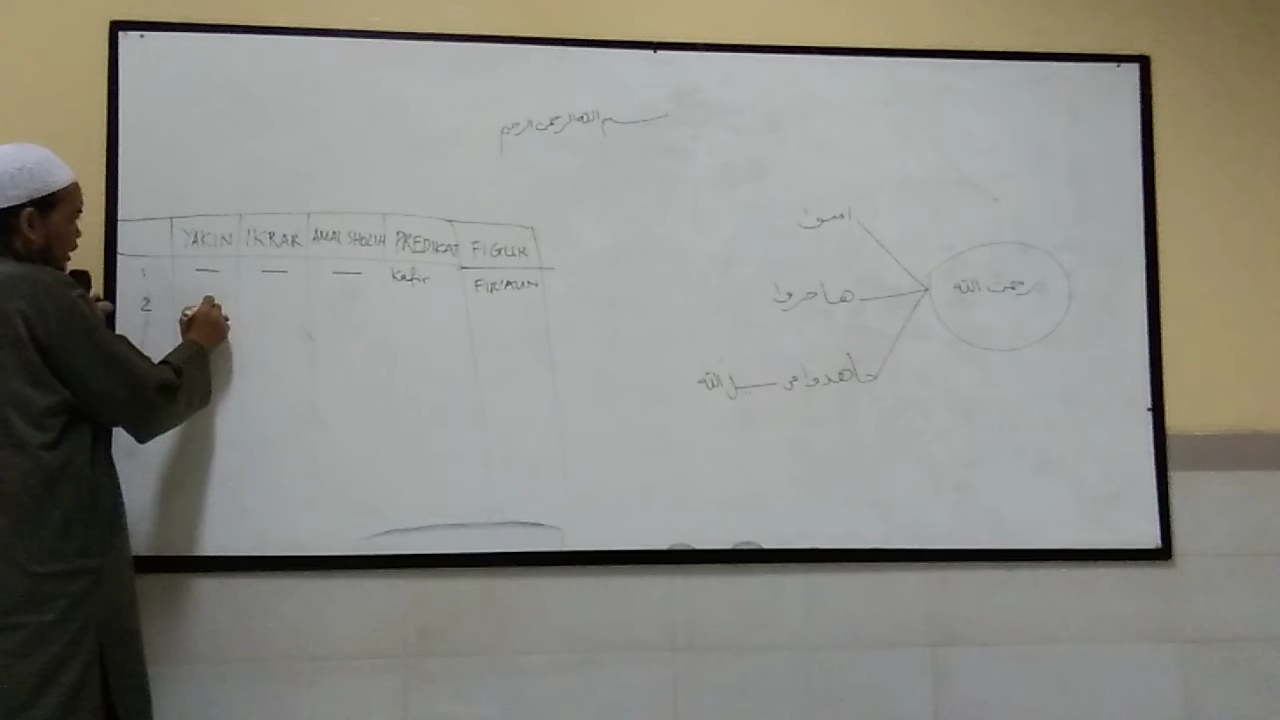 بسم الله الرحمن الرحيم
YAKIN IKRAR AMAL SHOLIH PREDIKAT FIGUR
1 — — — Kafir FIR'AUN
2
امنوا
هاجروا
رحمت الله
جاهدوا في سبيل الله